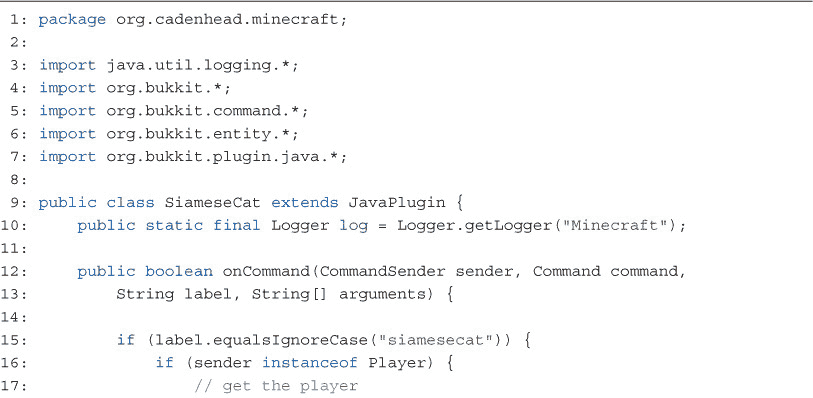 1: package org.cadenhead.minecraft;
2:
3: import java.util.logging.*;
4: import org.bukkit.*;
5: import org.bukkit.command.*;
6: import org.bukkit.entity.*;
7: import org.bukkit.plugin.java.*;
8:
9: public class SiameseCat extends JavaPlugin {
10:     public static final Logger log = Logger.getLogger("Minecraft");
11:
12:     public boolean onCommand(CommandSender sender, Command command,
13:         String label, String[] arguments) {
14:
15:         if (label.equalsIgnoreCase("siamesecat")) {
16:             if (sender instanceof Player) {
17:                 // get the player